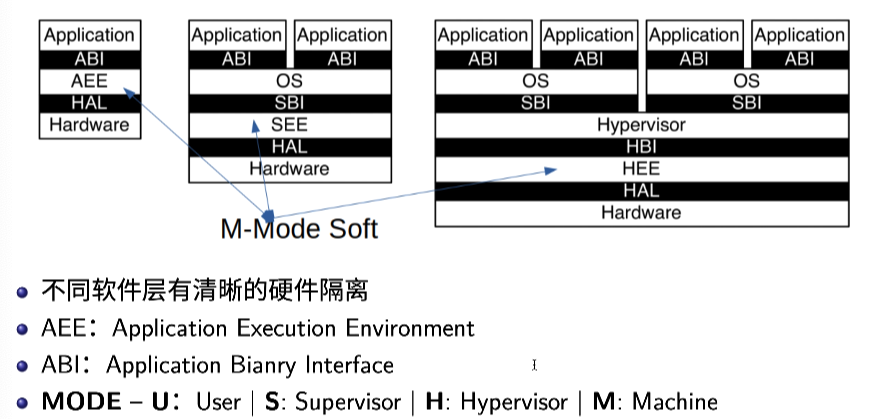 Application
ABI
AEE
HAL
Hardware
Application Application
ABI ABI
OS
SBI
SEE
HAL
Hardware
Application Application Application Application
ABI ABI ABI ABI
OS OS
SBI SBI
Hypervisor
HBI
HEE
HAL
Hardware
M-Mode Soft
不同软件层有清晰的硬件隔离
AEE：Application Execution Environment
ABI：Application Bianry Interface
MODE – U：User | S: Supervisor | H: Hypervisor | M: Machine